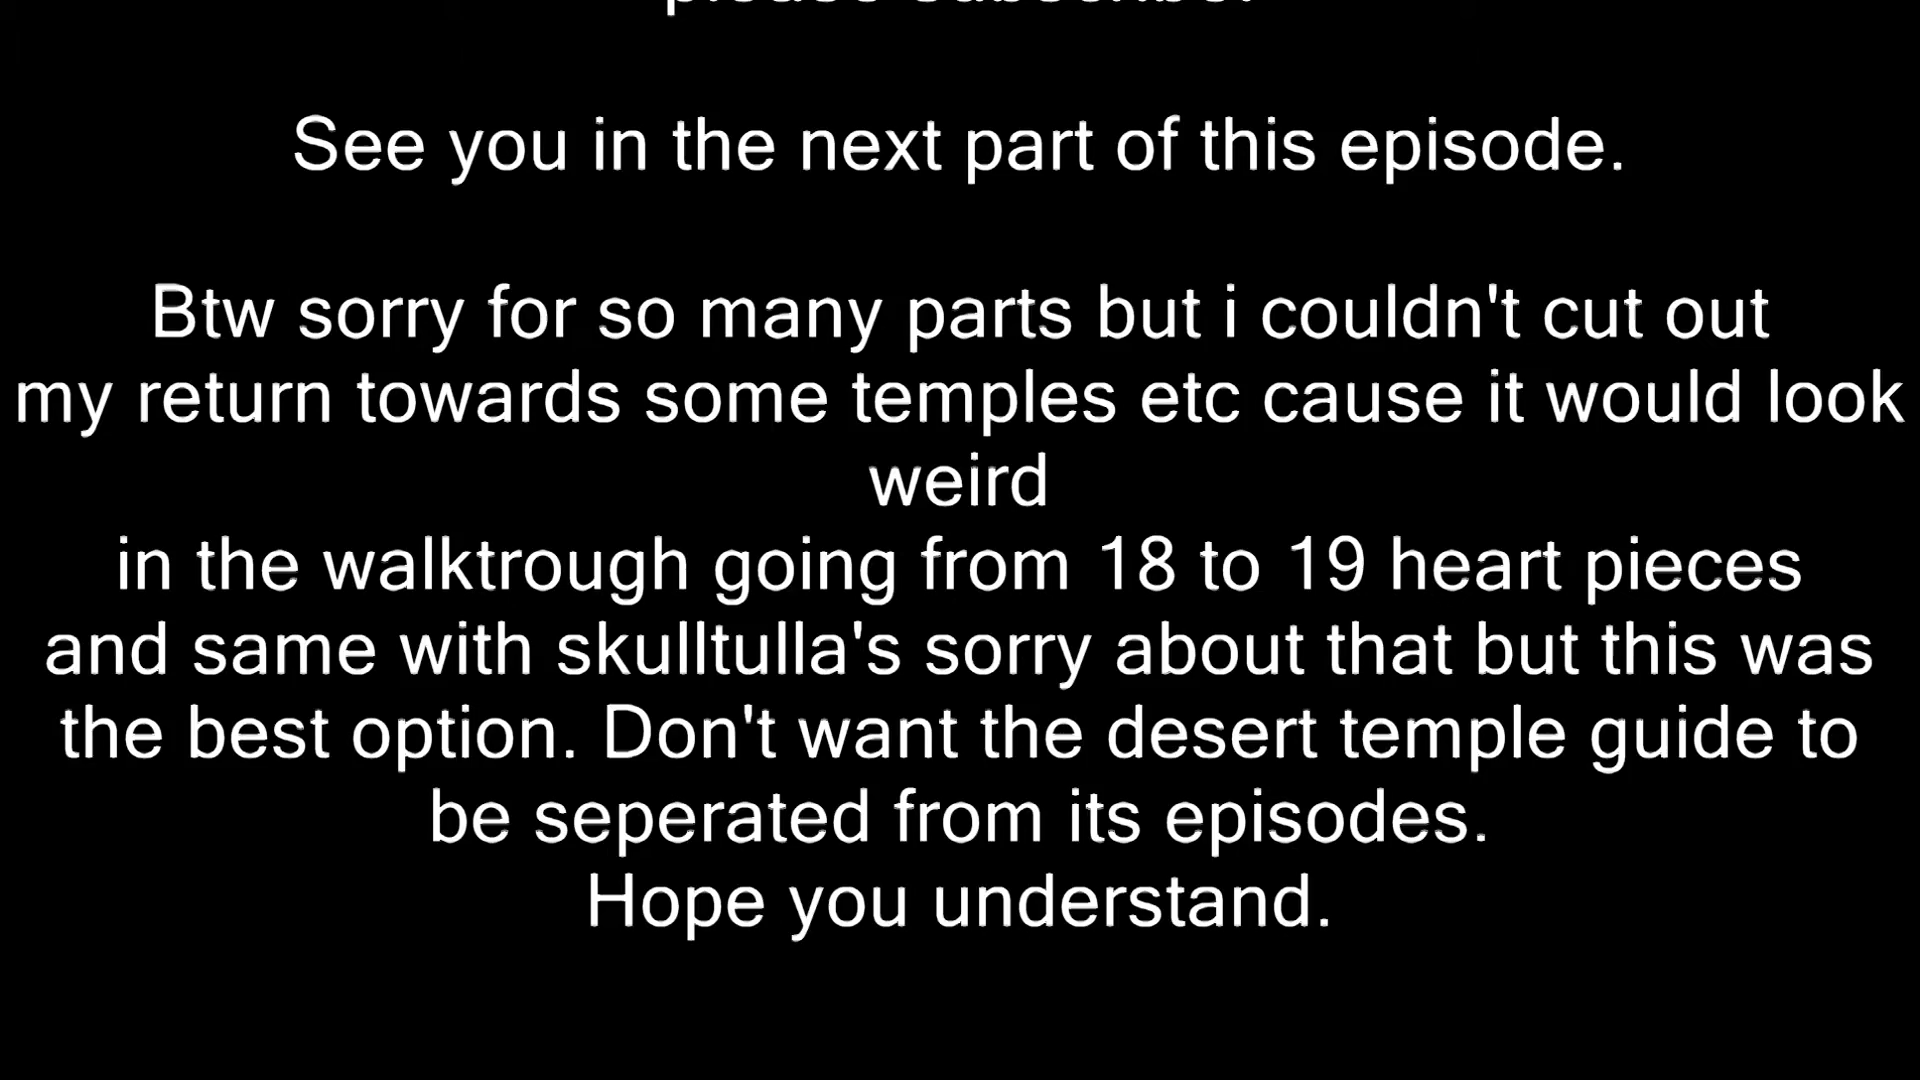 please subscribe.
See you in the next part of this episode.
Btw sorry for so many parts but i couldn't cut out
my return towards some temples etc cause it would look
weird
in the walktrough going from 18 to 19 heart pieces
and same with skulltulla's sorry about that but this was
the best option. Don't want the desert temple guide to
be seperated from its episodes.
Hope you understand.